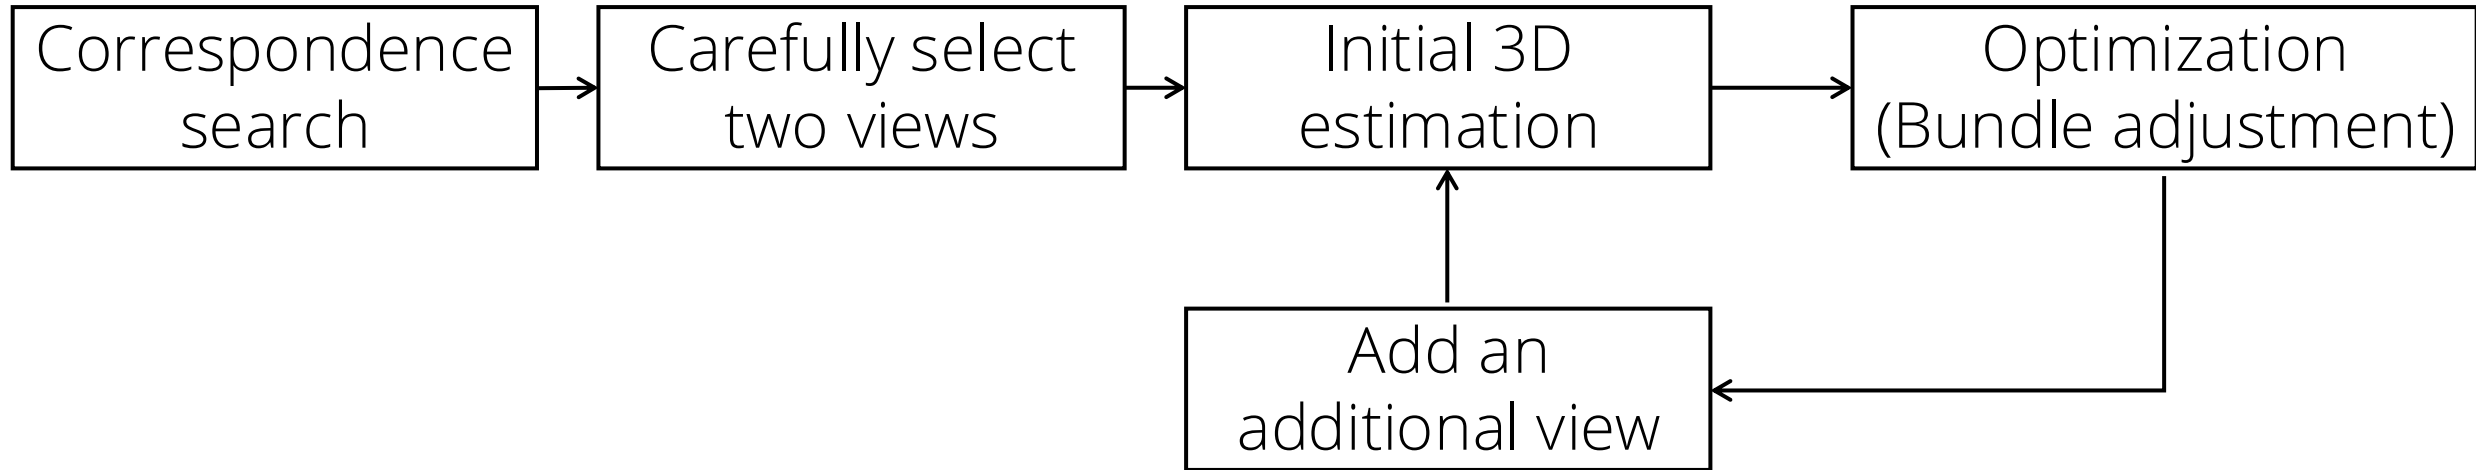 Correspondence
search
Carefully select
two views
Initial 3D
estimation
Optimization
(Bundle adjustment)
Add an
additional view